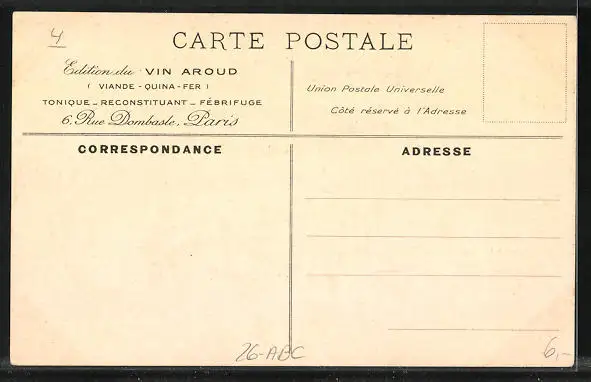 4
CARTE POSTALE
Edition du VIN AROUD
( VIANDE - QUINA - FER )
TONIQUE - RECONSTITUANT - FÉBRIFUGE
6, Rue Dombasle, Paris
Union Postale Universelle
Côté réservé à l'Adresse
CORRESPONDANCE
ADRESSE
26-ABC
6,-